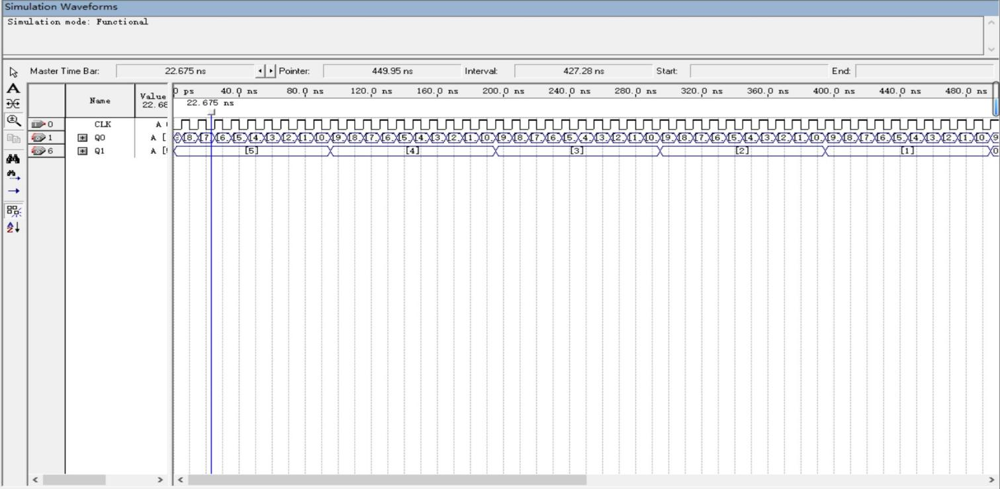 Simulation Waveforms
Simulation mode: Functional
Master Time Bar: 22.675 ns Pointer: 449.95 ns Interval: 427.28 ns Start: End:
Name Value 22.68
0 ps 40.0 ns 80.0 ns 120.0 ns 160.0 ns 200.0 ns 240.0 ns 280.0 ns 320.0 ns 360.0 ns 400.0 ns 440.0 ns 480.0 ns
22.675 ns
0 CLK A
1 Q0 A [ [8 [7 [6 [5 [4 [3 [2 [1 [0 [9 [8 [7 [6 [5 [4 [3 [2 [1 [0 [9 [8 [7 [6 [5 [4 [3 [2 [1 [0 [9 [8 [7 [6 [5 [4 [3 [2 [1 [0 [9 [8 [7 [6 [5 [4 [3 [2 [1 [0 9
6 Q1 A [ [5] [4] [3] [2] [1] 0